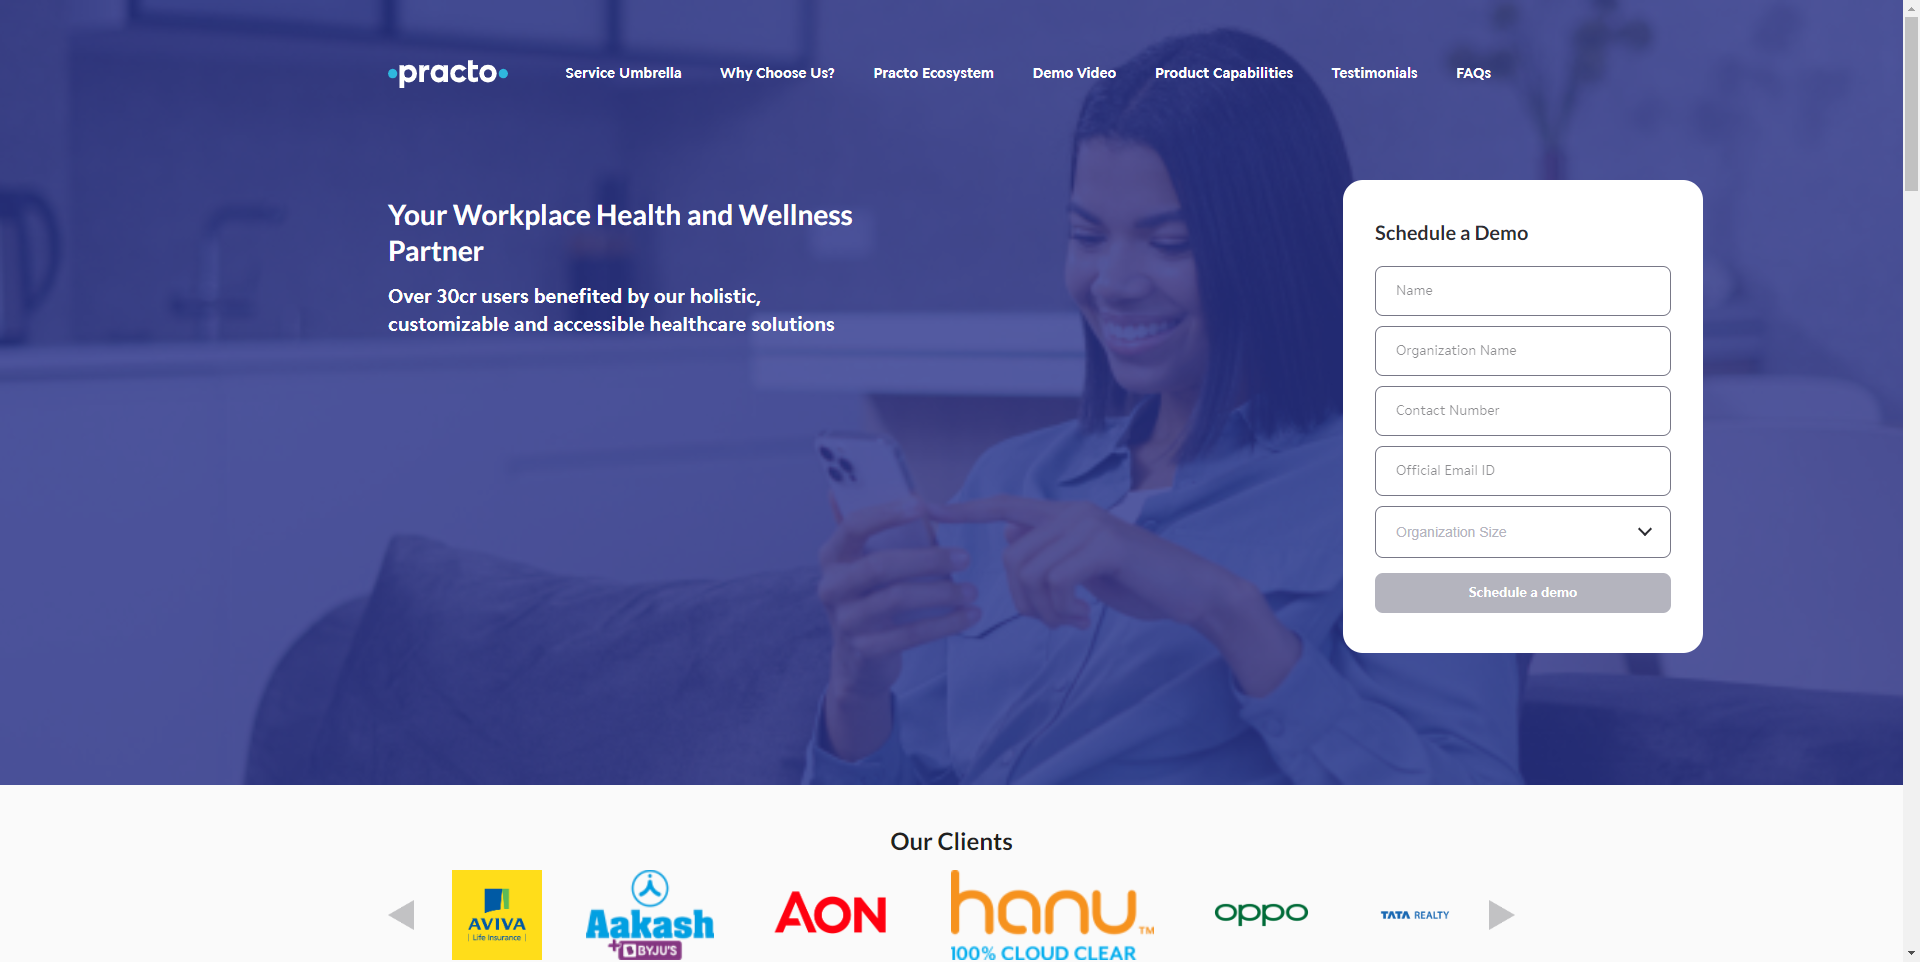 practo
Service Umbrella
Why Choose Us?
Practo Ecosystem
Demo Video
Product Capabilities
Testimonials
FAQs
Your Workplace Health and Wellness
Partner
Over 30cr users benefited by our holistic,
customizable and accessible healthcare solutions
Schedule a Demo
Name
Organization Name
Contact Number
Official Email ID
Organization Size
Schedule a demo
Our Clients
AVIVA
Life Insurance
Aakash
+ BYJU'S
AON
hanu TM
100% CLOUD CLEAR
oppo
TATA REALTY